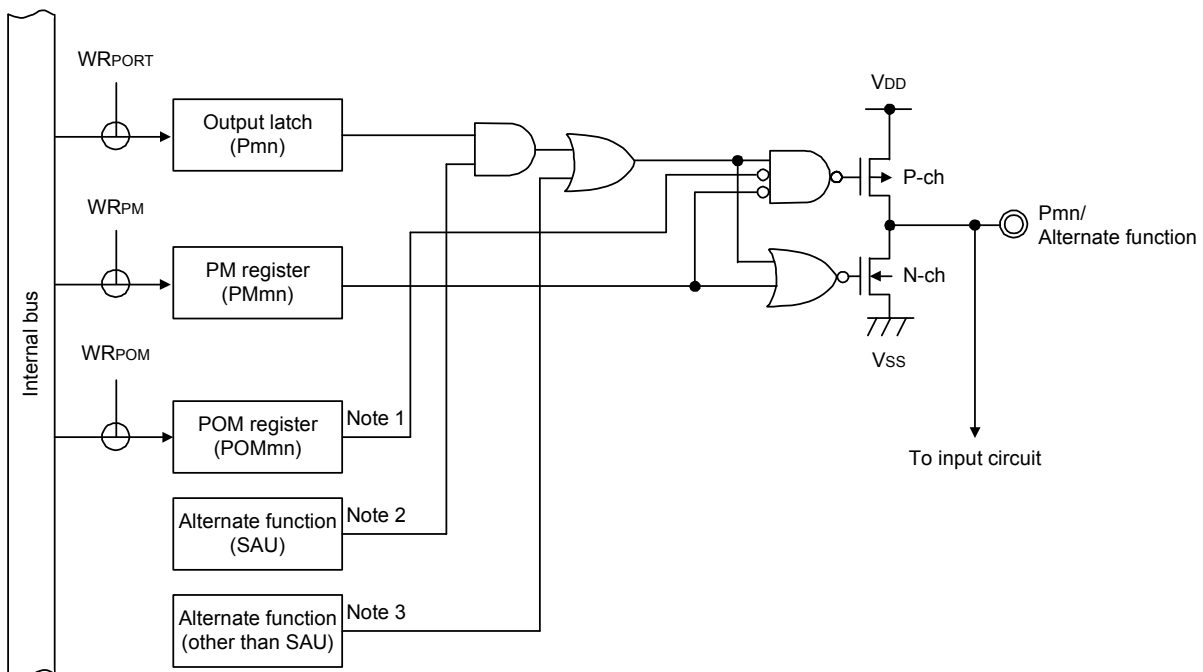 WRPORT
Output latch
(Pmn)
WRPM
PM register
(PMmn)
Internal bus
WRPOM
POM register
(POMmn)
Note 1
Alternate function
(SAU)
Note 2
Alternate function
(other than SAU)
Note 3
VDD
P-ch
Pmn/
Alternate function
N-ch
VSS
To input circuit